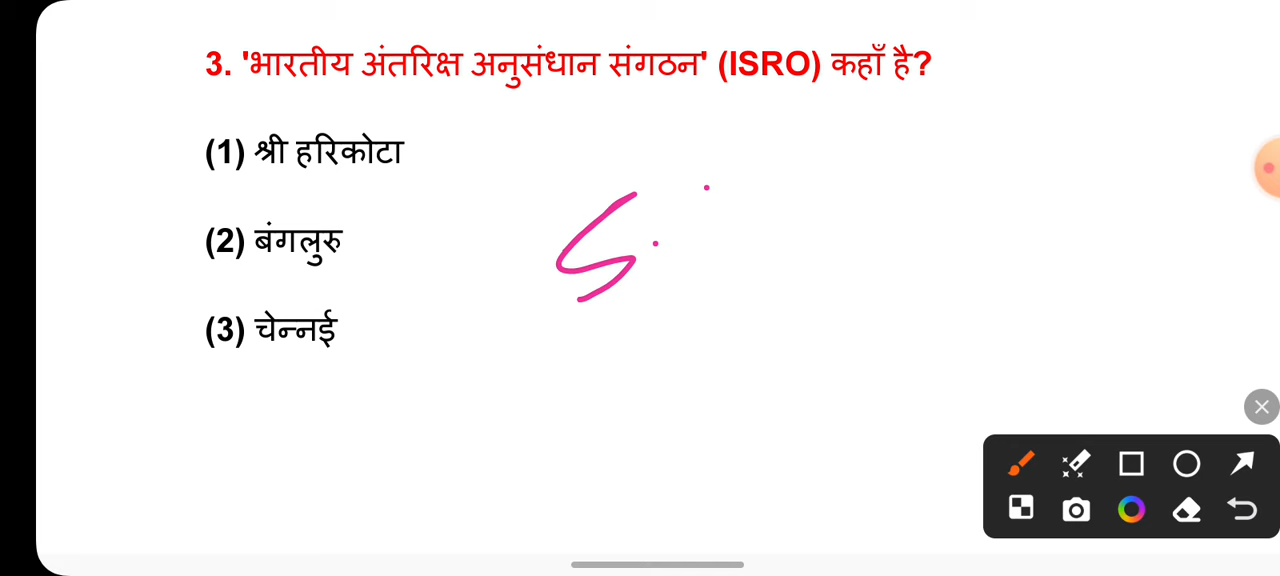 3. 'भारतीय अंतरिक्ष अनुसंधान संगठन' (ISRO) कहाँ है?
(1) श्री हरिकोटा
(2) बंगलुरु
(3) चेन्नई